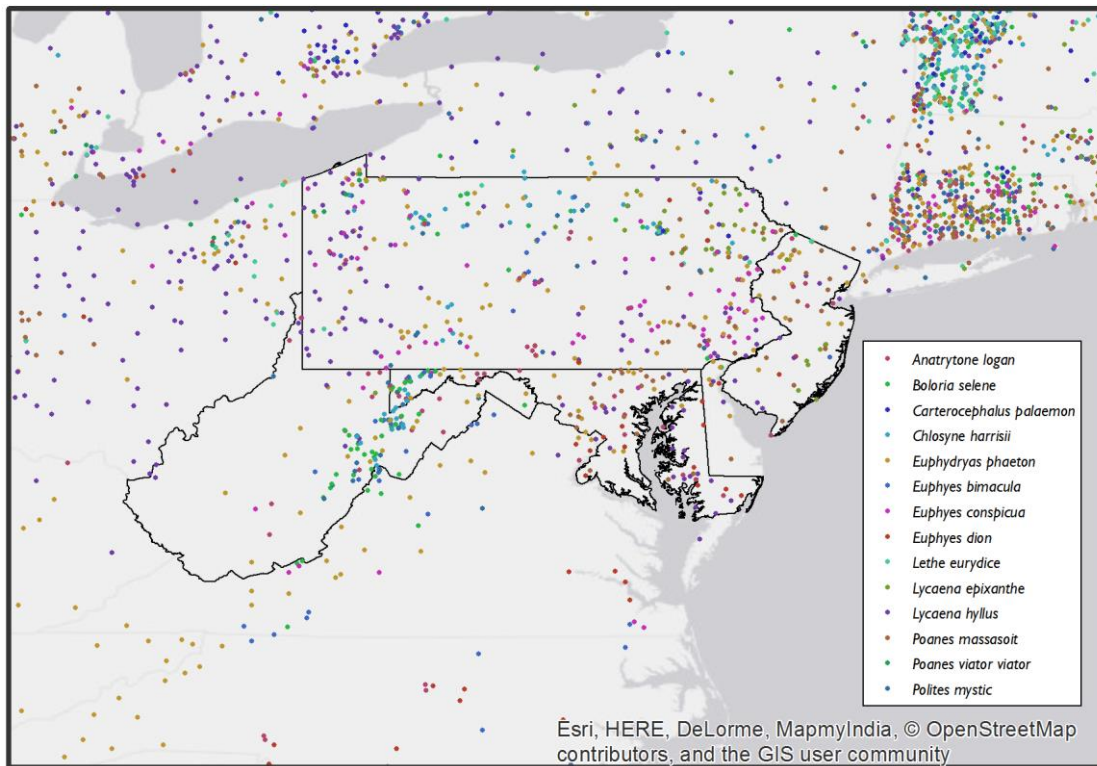 Anatrytone logan
Boloria selene
Carterocephalus palaemon
Chlosyne harrisii
Euphydryas phaeton
Euphyes bimacula
Euphyes conspicua
Euphyes dion
Lethe eurydice
Lycaena epixanthe
Lycaena hyllus
Poanes massasoit
Poanes viator viator
Polites mystic
Esri, HERE, DeLorme, MapmyIndia, © OpenStreetMap
contributors, and the GIS user community